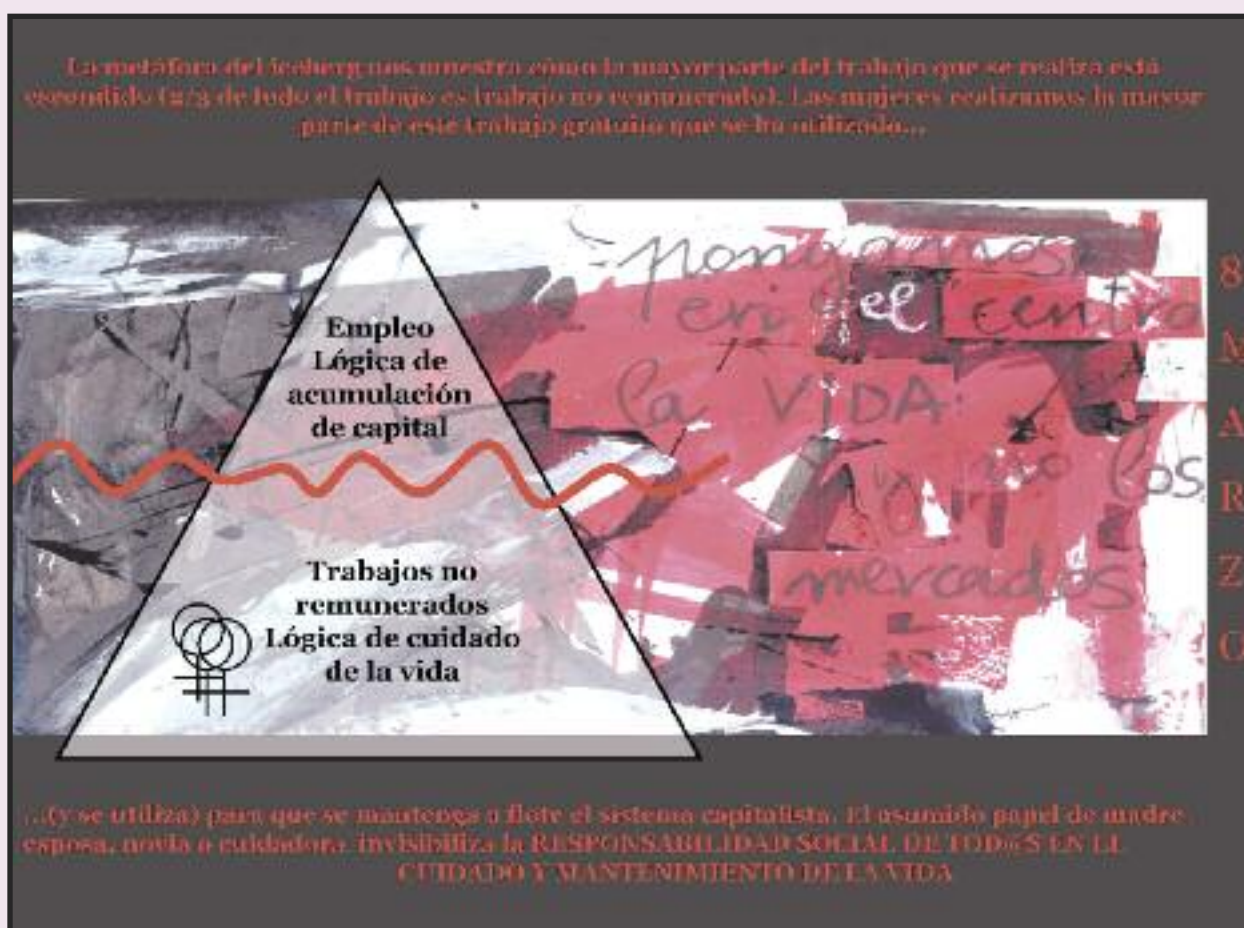 La metáfora del iceberg nos muestra cómo la mayor parte del trabajo que se realiza está
escondido (2/3 de todo el trabajo es trabajo no remunerado). Las mujeres realizamos la mayor
parte de este trabajo gratuito que se ha utilizado...
pongamos
en el centro
la VIDA
y no los
mercados
Empleo
Lógica de
acumulación
de capital
Trabajos no
remunerados
Lógica de cuidado
de la vida
8
M
A
R
Z
O
...(y se utiliza) para que se mantenga a flote el sistema capitalista. El asumido papel de madre
esposa, novia o cuidadora invisibiliza la RESPONSABILIDAD SOCIAL DE TOD@S EN EL
CUIDADO Y MANTENIMIENTO DE LA VIDA